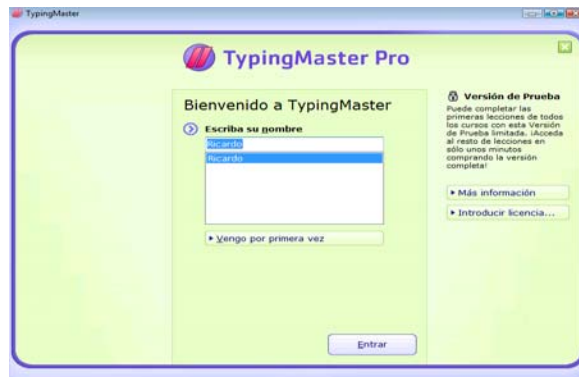 TypingMaster
TypingMaster Pro
Bienvenido a TypingMaster
Escriba su nombre
Ricardo
Ricardo
Vengo por primera vez
Entrar
Versión de Prueba
Puede completar las
primeras lecciones de todos
los cursos con esta Versión
de Prueba limitada. ¡Acceda
al resto de lecciones en
sólo unos minutos
comprando la versión
completa!
Más información
Introducir licencia...